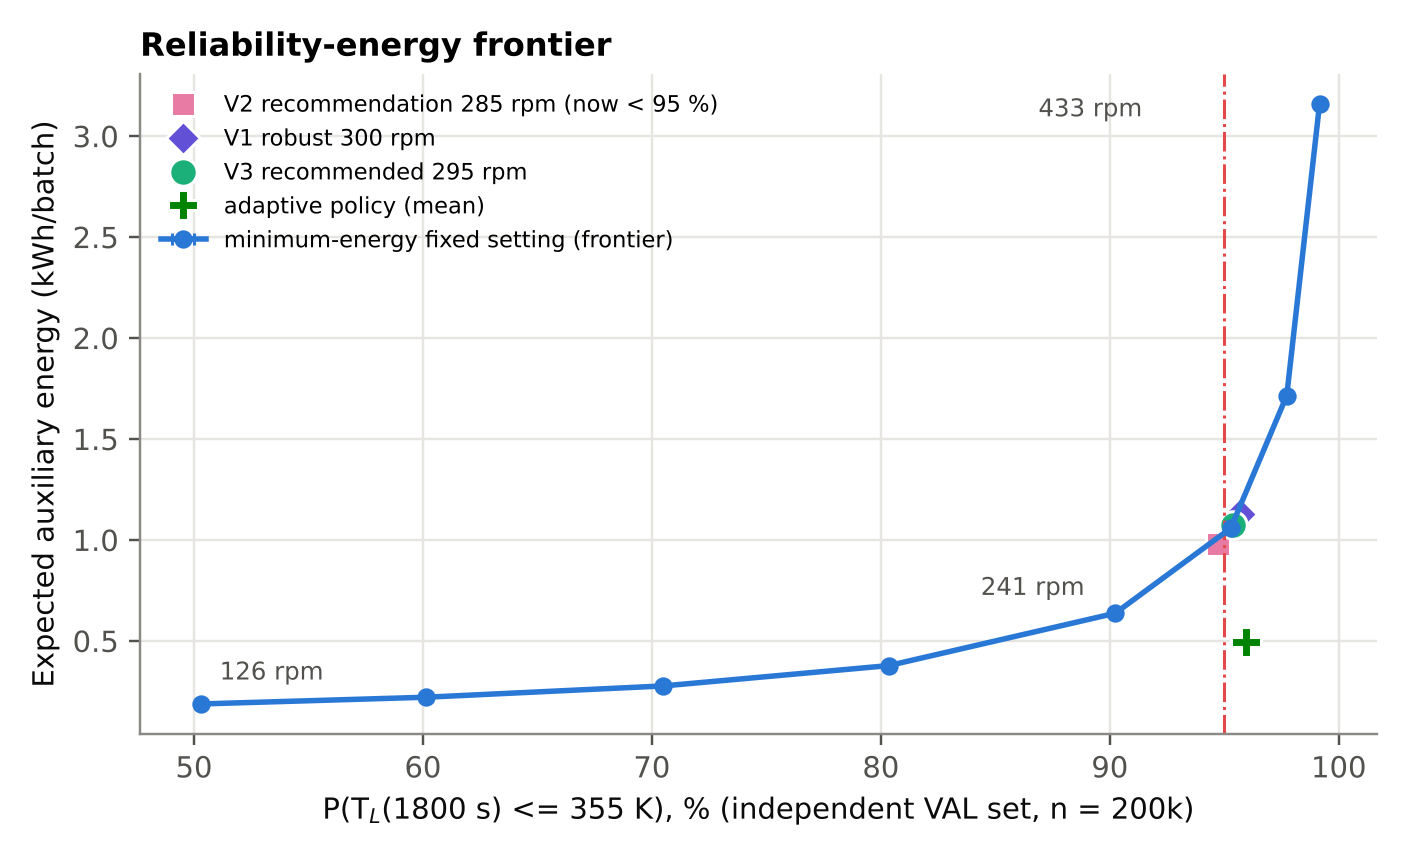 Reliability-energy frontier
V2 recommendation 285 rpm (now < 95 %)
V1 robust 300 rpm
V3 recommended 295 rpm
adaptive policy (mean)
minimum-energy fixed setting (frontier)
433 rpm
241 rpm
126 rpm
Expected auxiliary energy (kWh/batch)
3.0
2.5
2.0
1.5
1.0
0.5
50 60 70 80 90 100
P(T_L(1800 s) <= 355 K), % (independent VAL set, n = 200k)